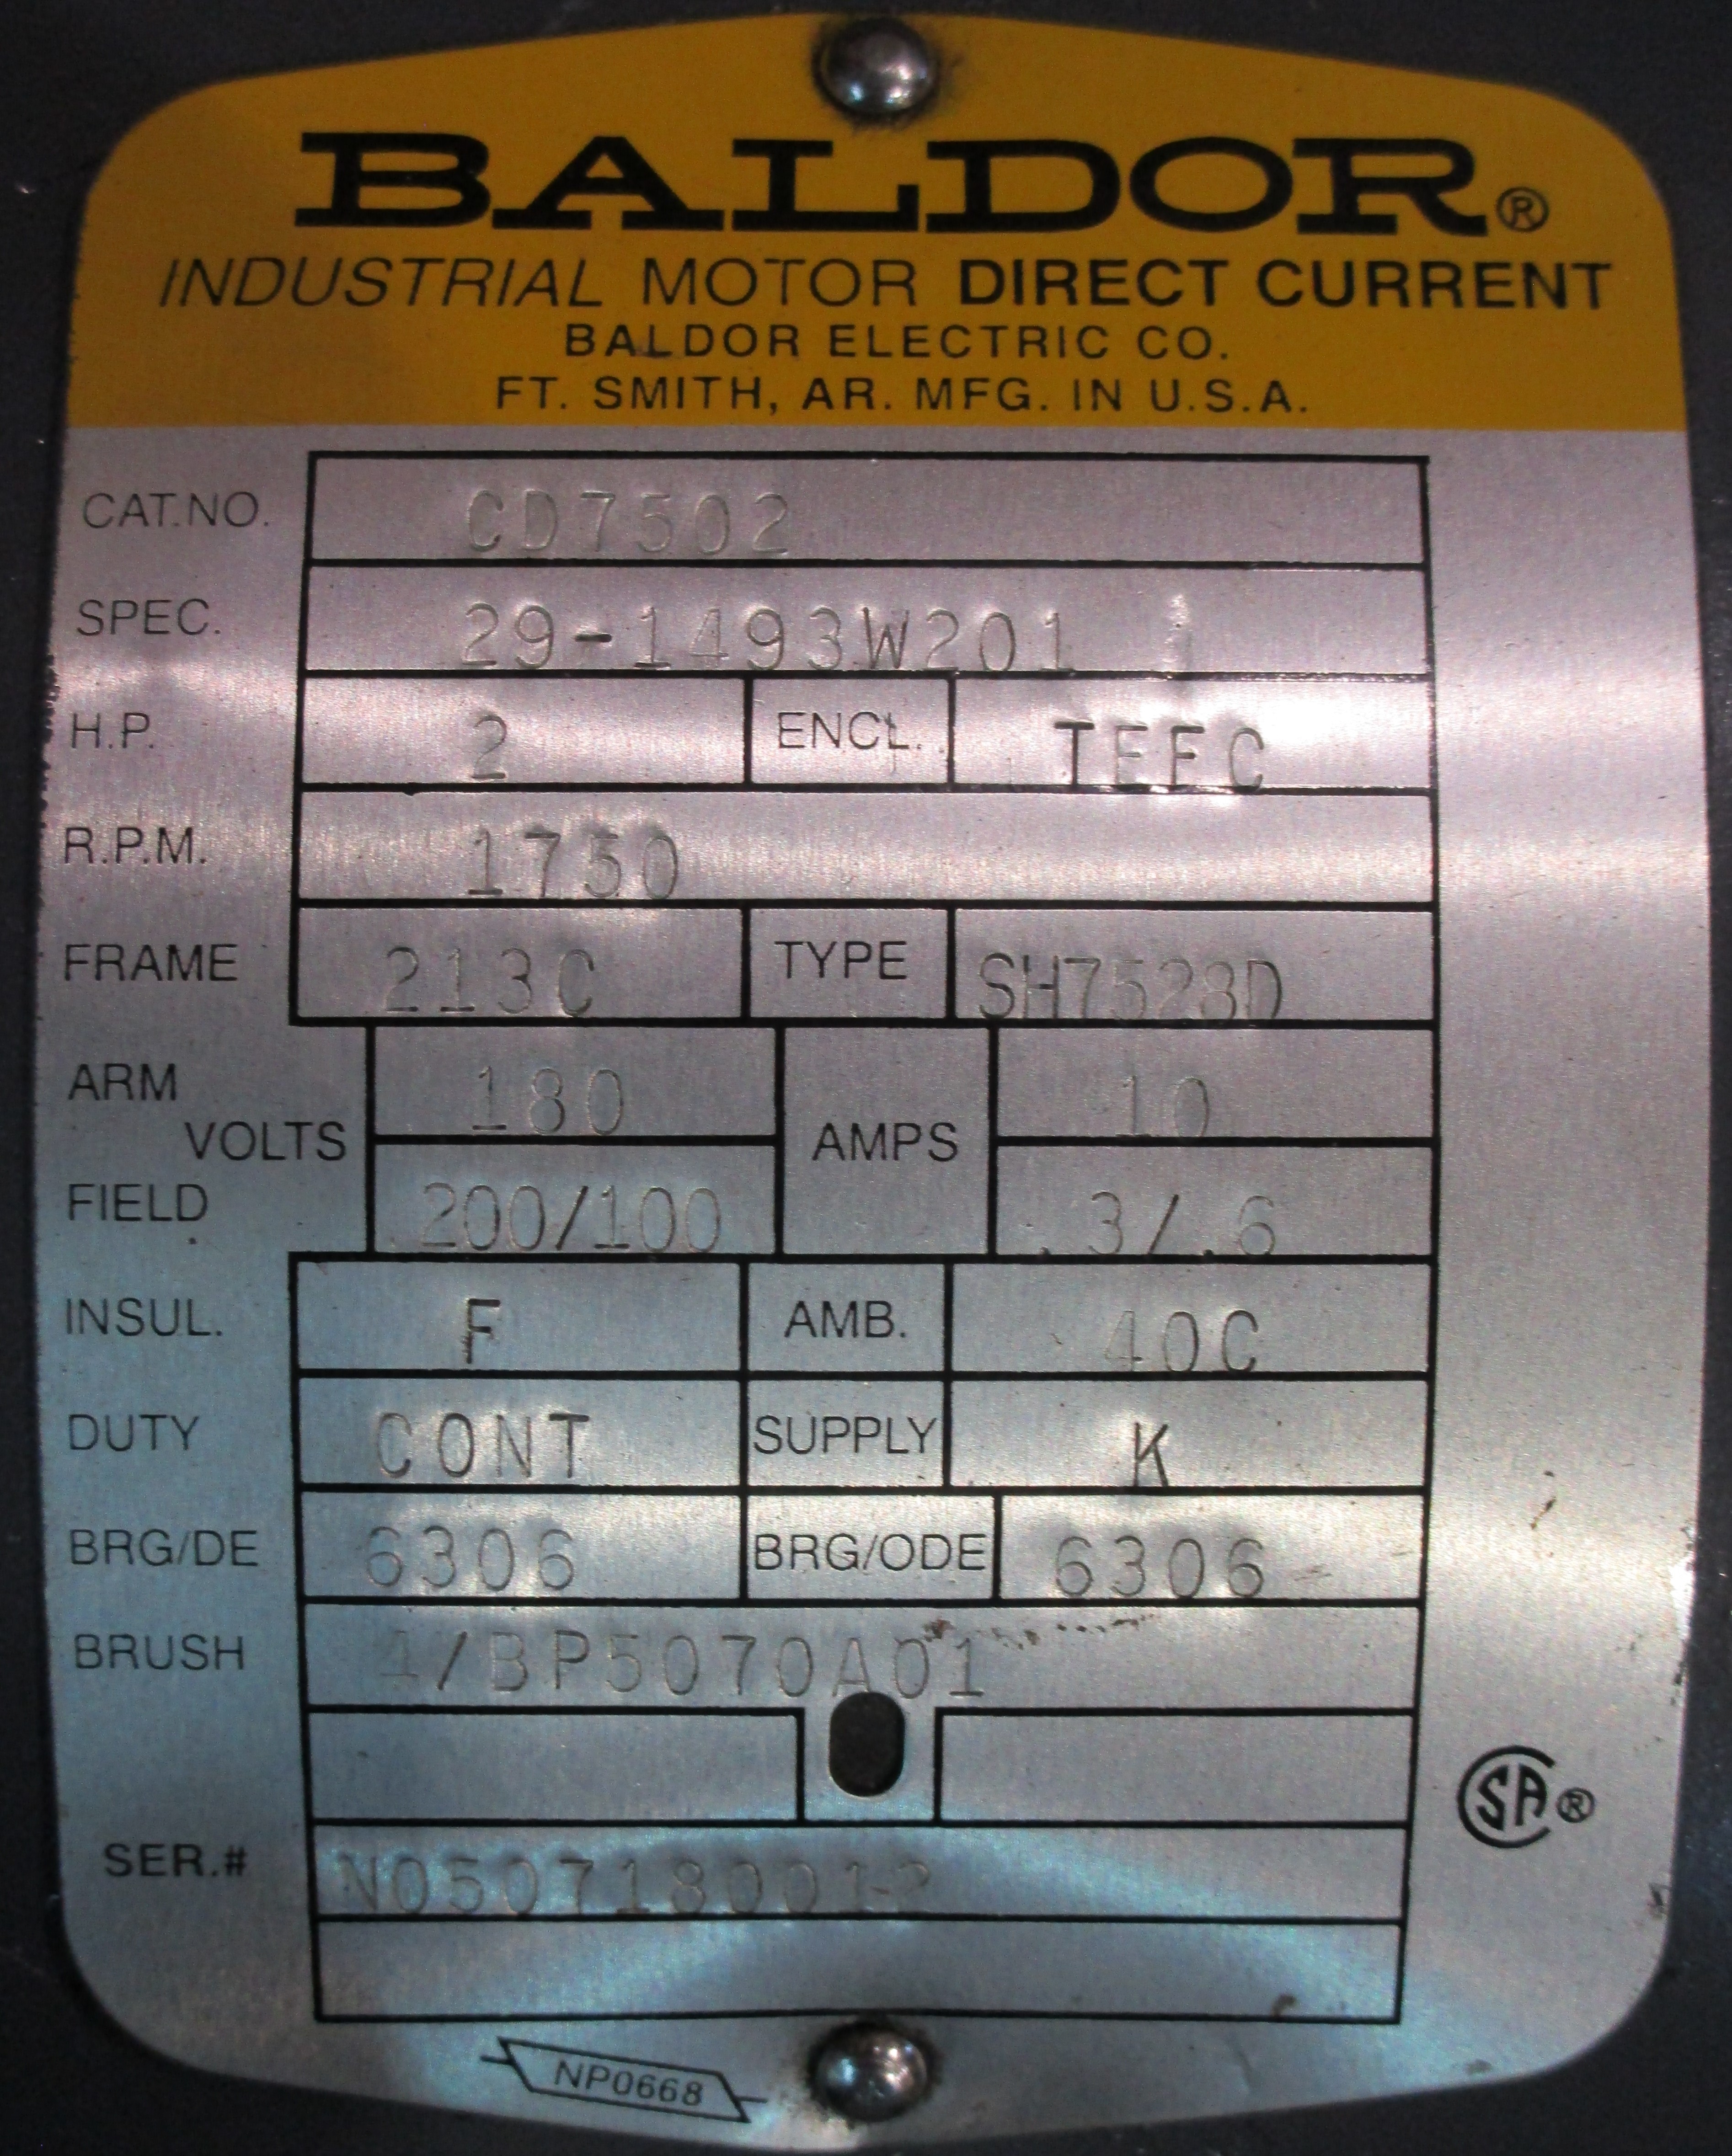 BALDOR®
INDUSTRIAL MOTOR DIRECT CURRENT
BALDOR ELECTRIC CO.
FT. SMITH, AR. MFG. IN U.S.A.
CAT.NO. CD7502
SPEC. 29-1493W201
H.P. 2 ENCL. TEFC
R.P.M. 1750
FRAME 213C TYPE SH7528D
ARM 180 10
VOLTS AMPS
FIELD 200/100 .3/.6
INSUL. F AMB. 40C
DUTY CONT SUPPLY K
BRG/DE 6306 BRG/ODE 6306
BRUSH 4/BP5070A01
SA®
SER.#
NP0668